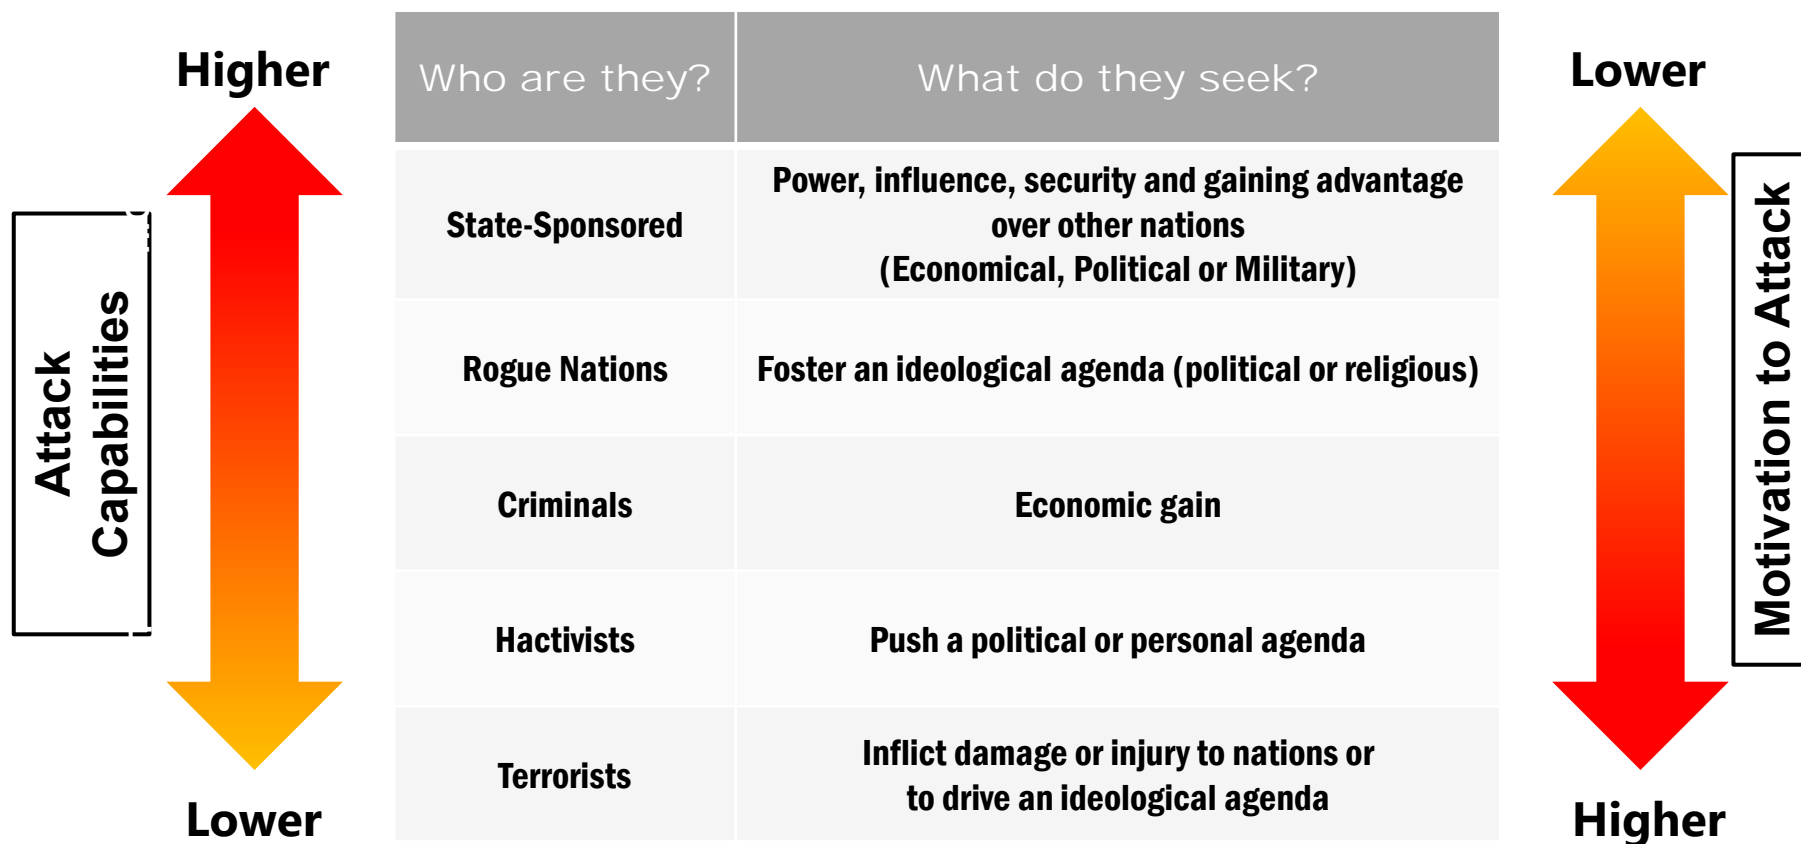 Higher
Who are they?
What do they seek?
Lower
Attack
Capabilities
State-Sponsored
Power, influence, security and gaining advantage
over other nations
(Economical, Political or Military)
Rogue Nations
Foster an ideological agenda (political or religious)
Criminals
Economic gain
Hactivists
Push a political or personal agenda
Terrorists
Inflict damage or injury to nations or
to drive an ideological agenda
Motivation to Attack
Lower
Higher